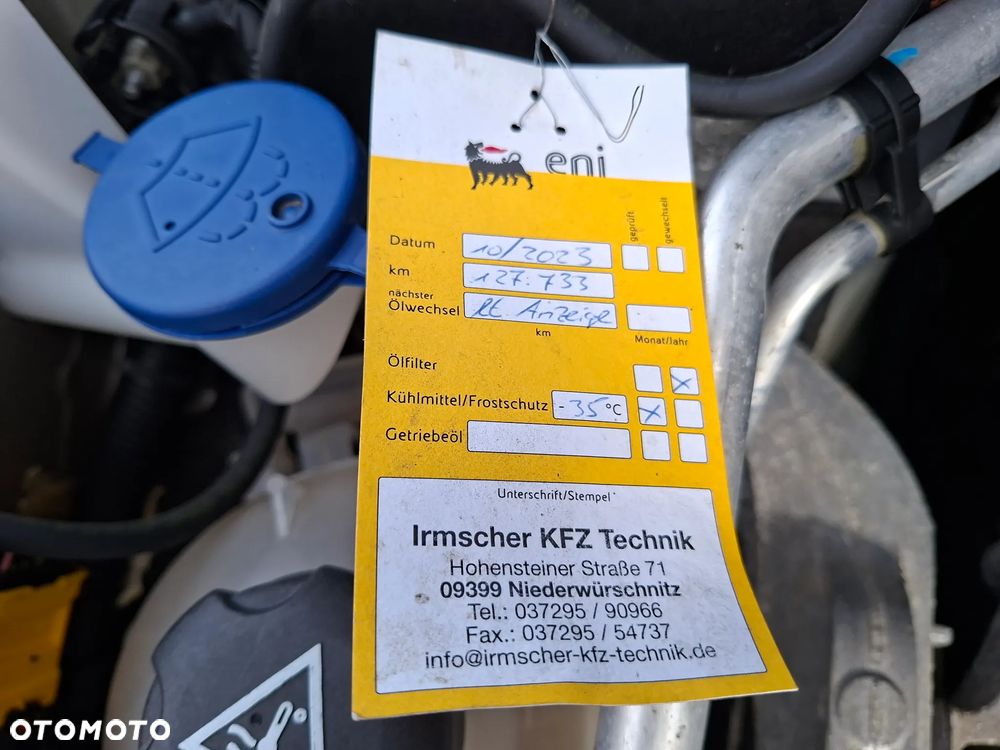 eni
geprüft
gewechselt
Datum 10/2023
km 127.733
nächster
Ölwechsel lt. Anzeige
km
Monat/Jahr
Ölfilter x
Kühlmittel/Frostschutz -35 °C x
Getriebeöl
Unterschrift/Stempel
Irmscher KFZ Technik
Hohensteiner Straße 71
09399 Niederwürschnitz
Tel.: 037295 / 90966
Fax.: 037295 / 54737
info@irmscher-kfz-technik.de
OTOMOTO